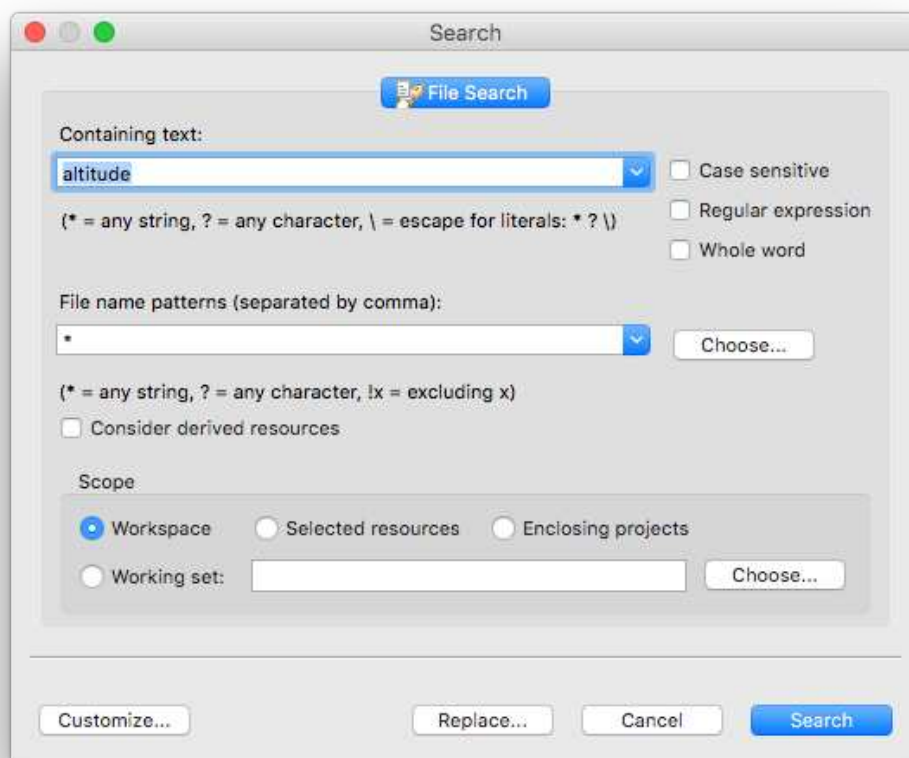 Search
File Search
Containing text:
altitude
Case sensitive
(* = any string, ? = any character, \ = escape for literals: * ? \)
Regular expression
Whole word
File name patterns (separated by comma):
*
Choose...
(* = any string, ? = any character, !x = excluding x)
Consider derived resources
Scope
Workspace Selected resources Enclosing projects
Working set: Choose...
Customize... Replace... Cancel Search